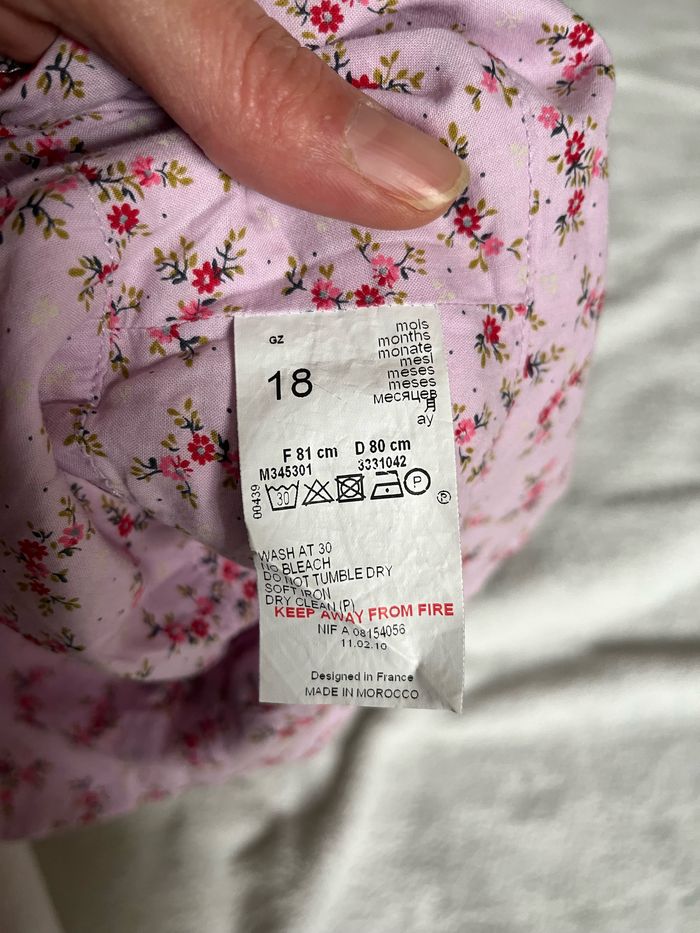 GZ
18
mois
months
monate
mesi
meses
meses
месяцев
月
ay
F 81 cm D 80 cm
M345301 3331042
00439
30
P
P
WASH AT 30
NO BLEACH
DO NOT TUMBLE DRY
SOFT IRON
DRY CLEAN (P)
KEEP AWAY FROM FIRE
NIF A 08154056
11.02.10
Designed in France
MADE IN MOROCCO